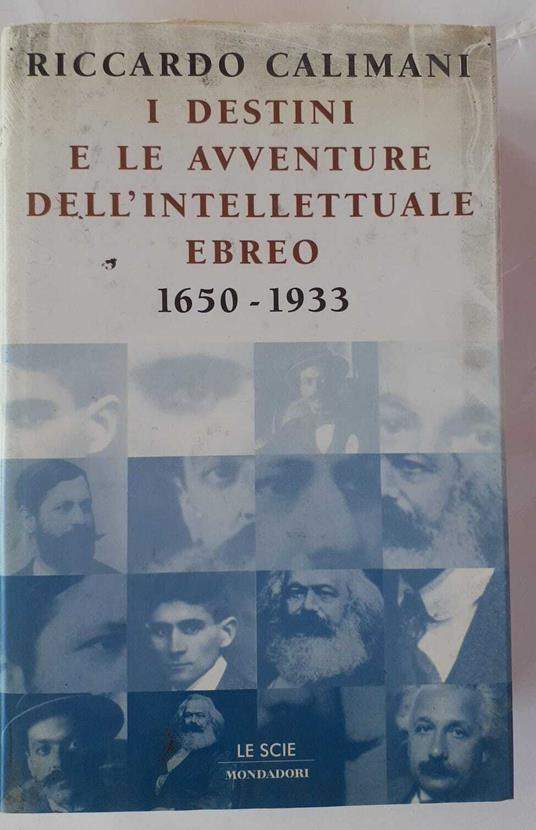 RICCARDO CALIMANI
I DESTINI
E LE AVVENTURE
DELL'INTELLETTUALE
EBREO
1650 - 1933
LE SCIE
MONDADORI